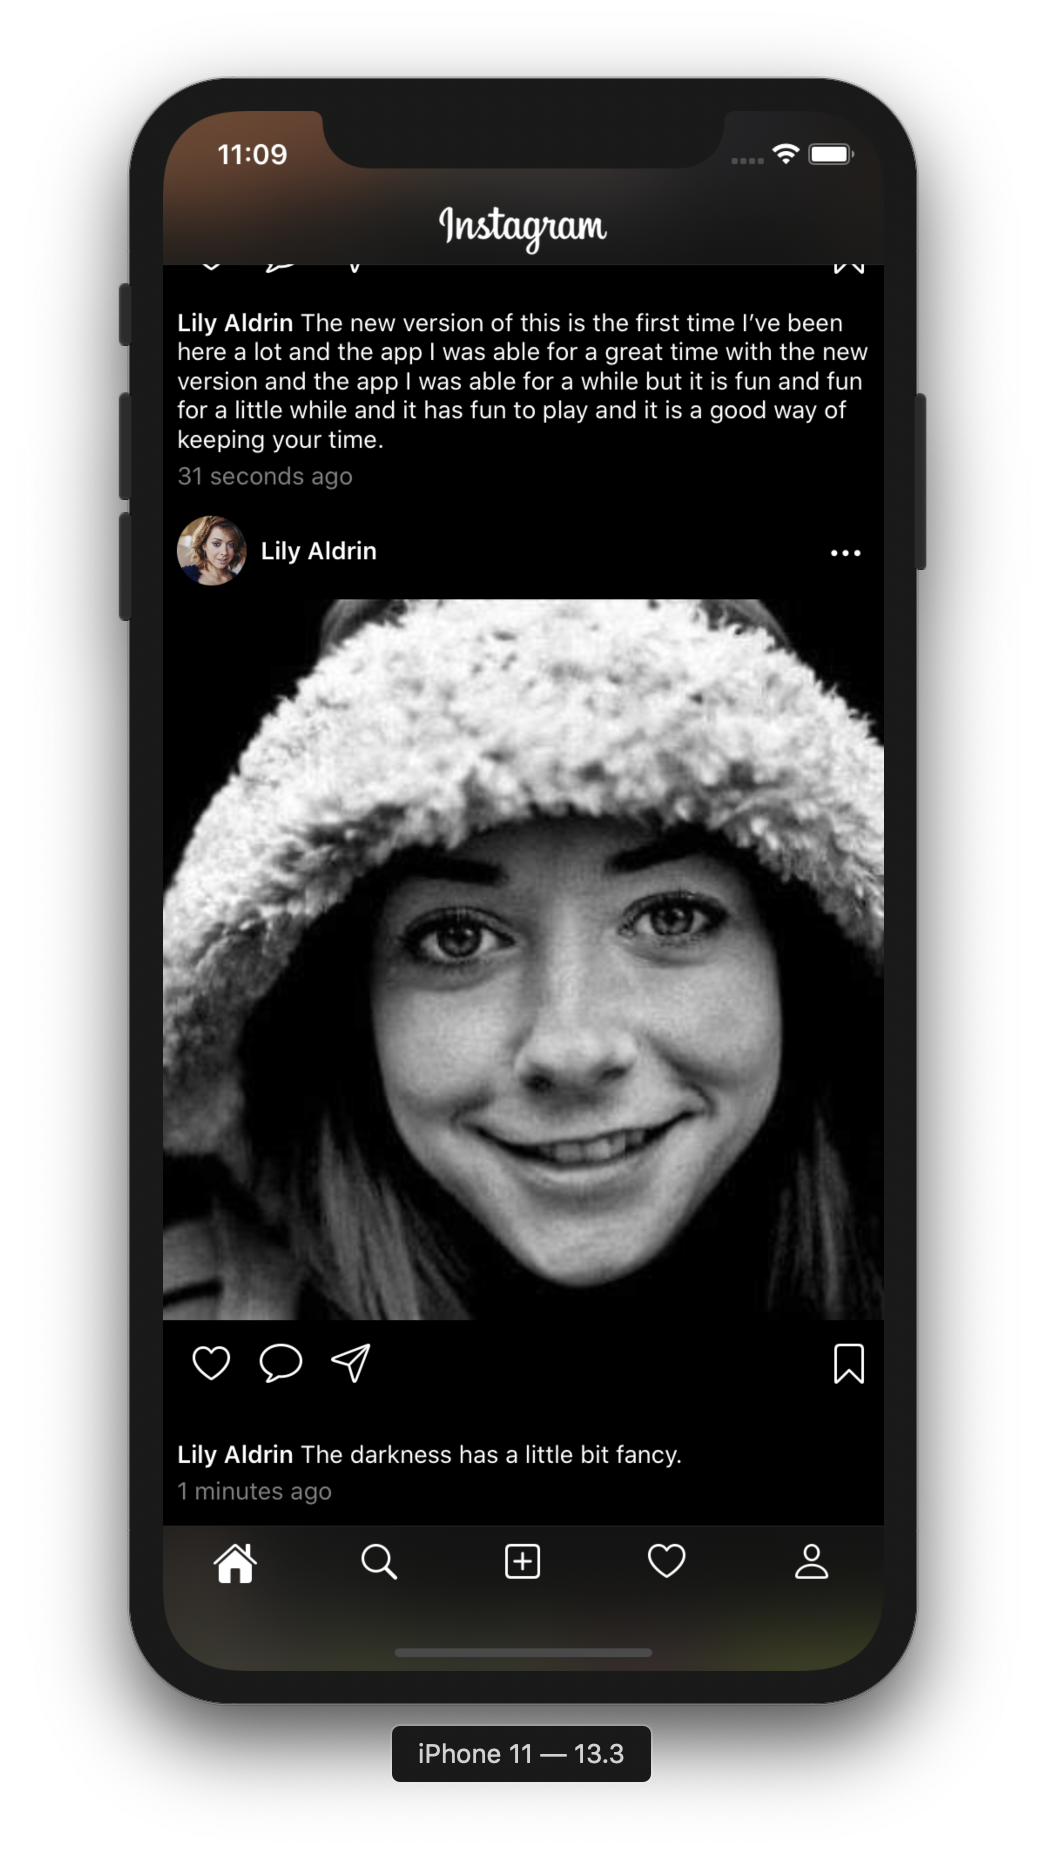 11:09
Instagram
Lily Aldrin The new version of this is the first time I’ve been
here a lot and the app I was able for a great time with the new
version and the app I was able for a while but it is fun and fun
for a little while and it has fun to play and it is a good way of
keeping your time.
31 seconds ago
Lily Aldrin
Lily Aldrin The darkness has a little bit fancy.
1 minutes ago
iPhone 11 — 13.3